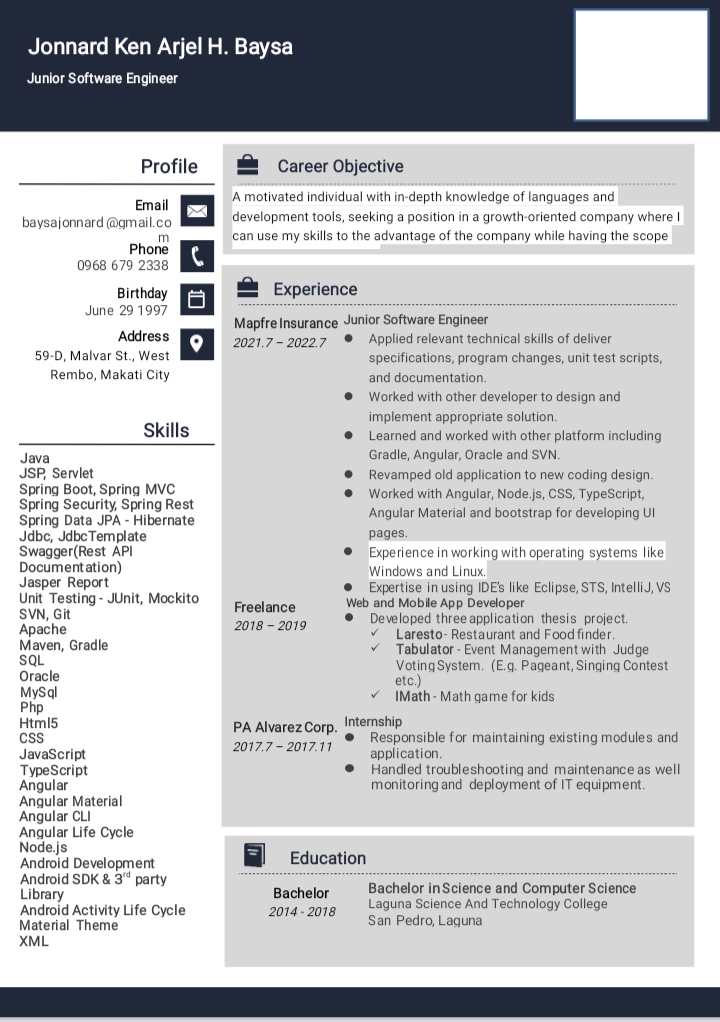 Jonnard Ken Arjel H. Baysa
Junior Software Engineer
Profile
Email
baysajonnard@gmail.co
m
Phone
0968 679 2338
Birthday
June 29 1997
Address
59-D, Malvar St., West
Rembo, Makati City
Skills
Java
JSP, Servlet
Spring Boot, Spring MVC
Spring Security, Spring Rest
Spring Data JPA - Hibernate
Jdbc, JdbcTemplate
Swagger(Rest API
Documentation)
Jasper Report
Unit Testing - JUnit, Mockito
SVN, Git
Apache
Maven, Gradle
SQL
Oracle
MySql
Php
Html5
CSS
JavaScript
TypeScript
Angular
Angular Material
Angular CLI
Angular Life Cycle
Node.js
Android Development
Android SDK & 3rd party
Library
Android Activity Life Cycle
Material Theme
XML
Career Objective
A motivated individual with in-depth knowledge of languages and
development tools, seeking a position in a growth-oriented company where I
can use my skills to the advantage of the company while having the scope
Experience
Mapfre Insurance
2021.7 – 2022.7
Junior Software Engineer
● Applied relevant technical skills of deliver
specifications, program changes, unit test scripts,
and documentation.
● Worked with other developer to design and
implement appropriate solution.
● Learned and worked with other platform including
Gradle, Angular, Oracle and SVN.
● Revamped old application to new coding design.
● Worked with Angular, Node.js, CSS, TypeScript,
Angular Material and bootstrap for developing UI
pages.
● Experience in working with operating systems like
Windows and Linux.
● Expertise in using IDE's like Eclipse, STS, IntelliJ, VS
Freelance
2018 – 2019
Web and Mobile App Developer
● Developed three application thesis project.
✓ Laresto - Restaurant and Food finder.
✓ Tabulator - Event Management with Judge
Voting System. (E.g. Pageant, Singing Contest
etc.)
✓ IMath - Math game for kids
PA Alvarez Corp.
2017.7 – 2017.11
Internship
● Responsible for maintaining existing modules and
application.
● Handled troubleshooting and maintenance as well
monitoring and deployment of IT equipment.
Education
Bachelor
2014 - 2018
Bachelor in Science and Computer Science
Laguna Science And Technology College
San Pedro, Laguna